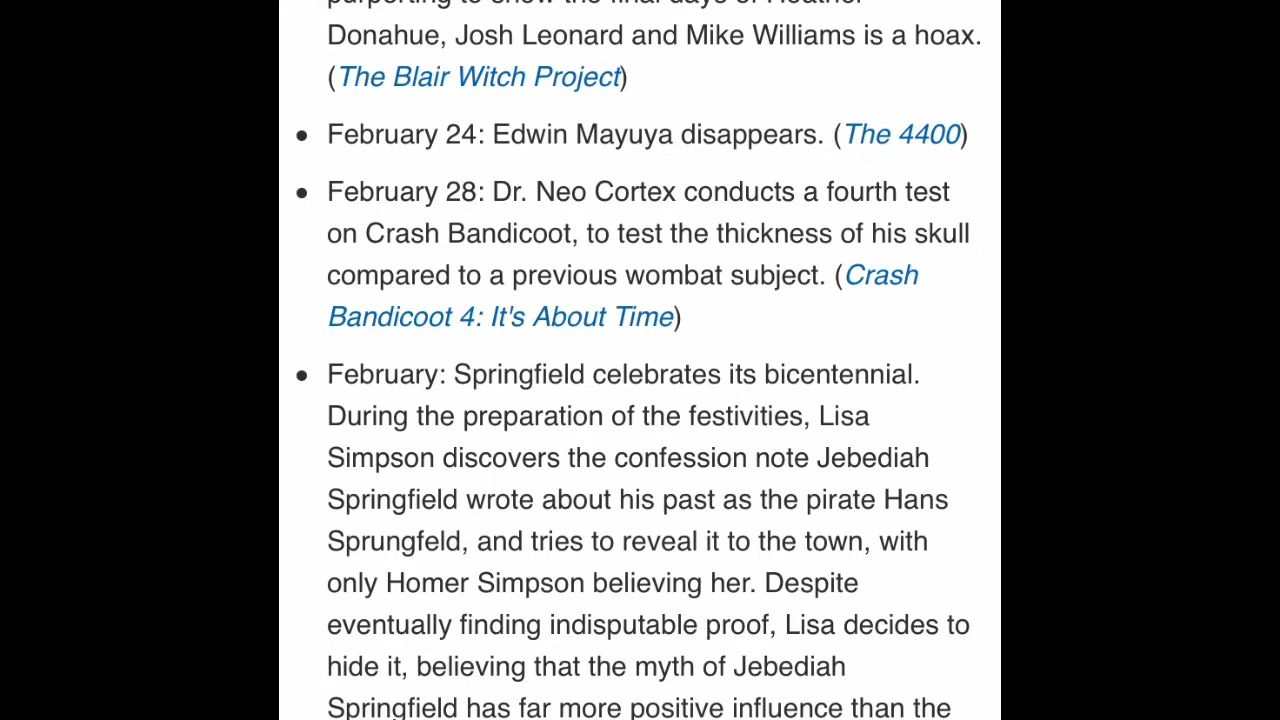 Donahue, Josh Leonard and Mike Williams is a hoax.
(The Blair Witch Project)
• February 24: Edwin Mayuya disappears. (The 4400)
• February 28: Dr. Neo Cortex conducts a fourth test
on Crash Bandicoot, to test the thickness of his skull
compared to a previous wombat subject. (Crash
Bandicoot 4: It's About Time)
• February: Springfield celebrates its bicentennial.
During the preparation of the festivities, Lisa
Simpson discovers the confession note Jebediah
Springfield wrote about his past as the pirate Hans
Sprungfeld, and tries to reveal it to the town, with
only Homer Simpson believing her. Despite
eventually finding indisputable proof, Lisa decides to
hide it, believing that the myth of Jebediah
Springfield has far more positive influence than the